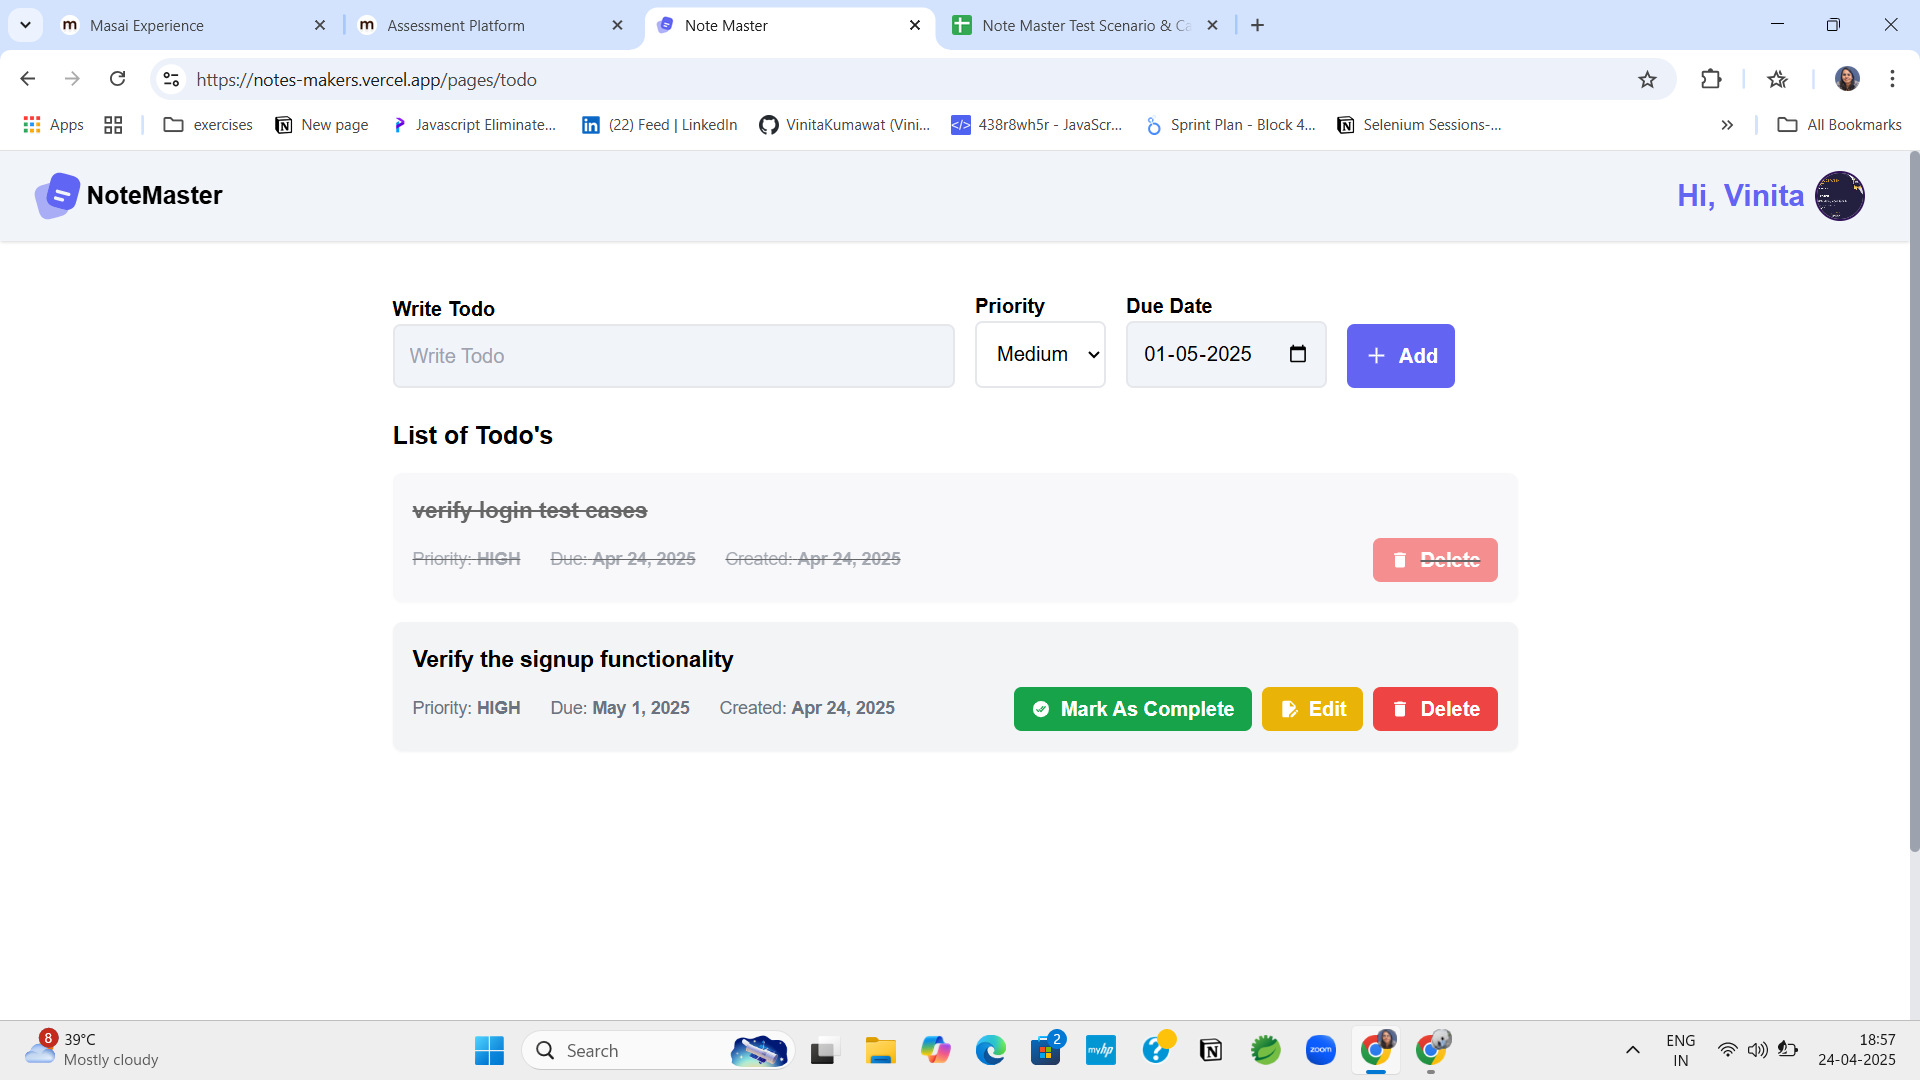 Masai Experience
Assessment Platform
Note Master
Note Master Test Scenario & Ca
https://notes-makers.vercel.app/pages/todo
Apps
exercises
New page
Javascript Eliminate...
(22) Feed | LinkedIn
VinitaKumawat (Vini...
438r8wh5r - JavaScr...
Sprint Plan - Block 4...
Selenium Sessions-...
All Bookmarks
NoteMaster
Hi, Vinita
Write Todo
Priority
Due Date
Write Todo
Medium
01-05-2025
Add
List of Todo's
verify login test cases
Priority: HIGH Due: Apr 24, 2025 Created: Apr 24, 2025
Delete
Verify the signup functionality
Priority: HIGH Due: May 1, 2025 Created: Apr 24, 2025
Mark As Complete
Edit
Delete
8
39°C
Mostly cloudy
Search
2
myhp
zoom
ENG
IN
18:57
24-04-2025